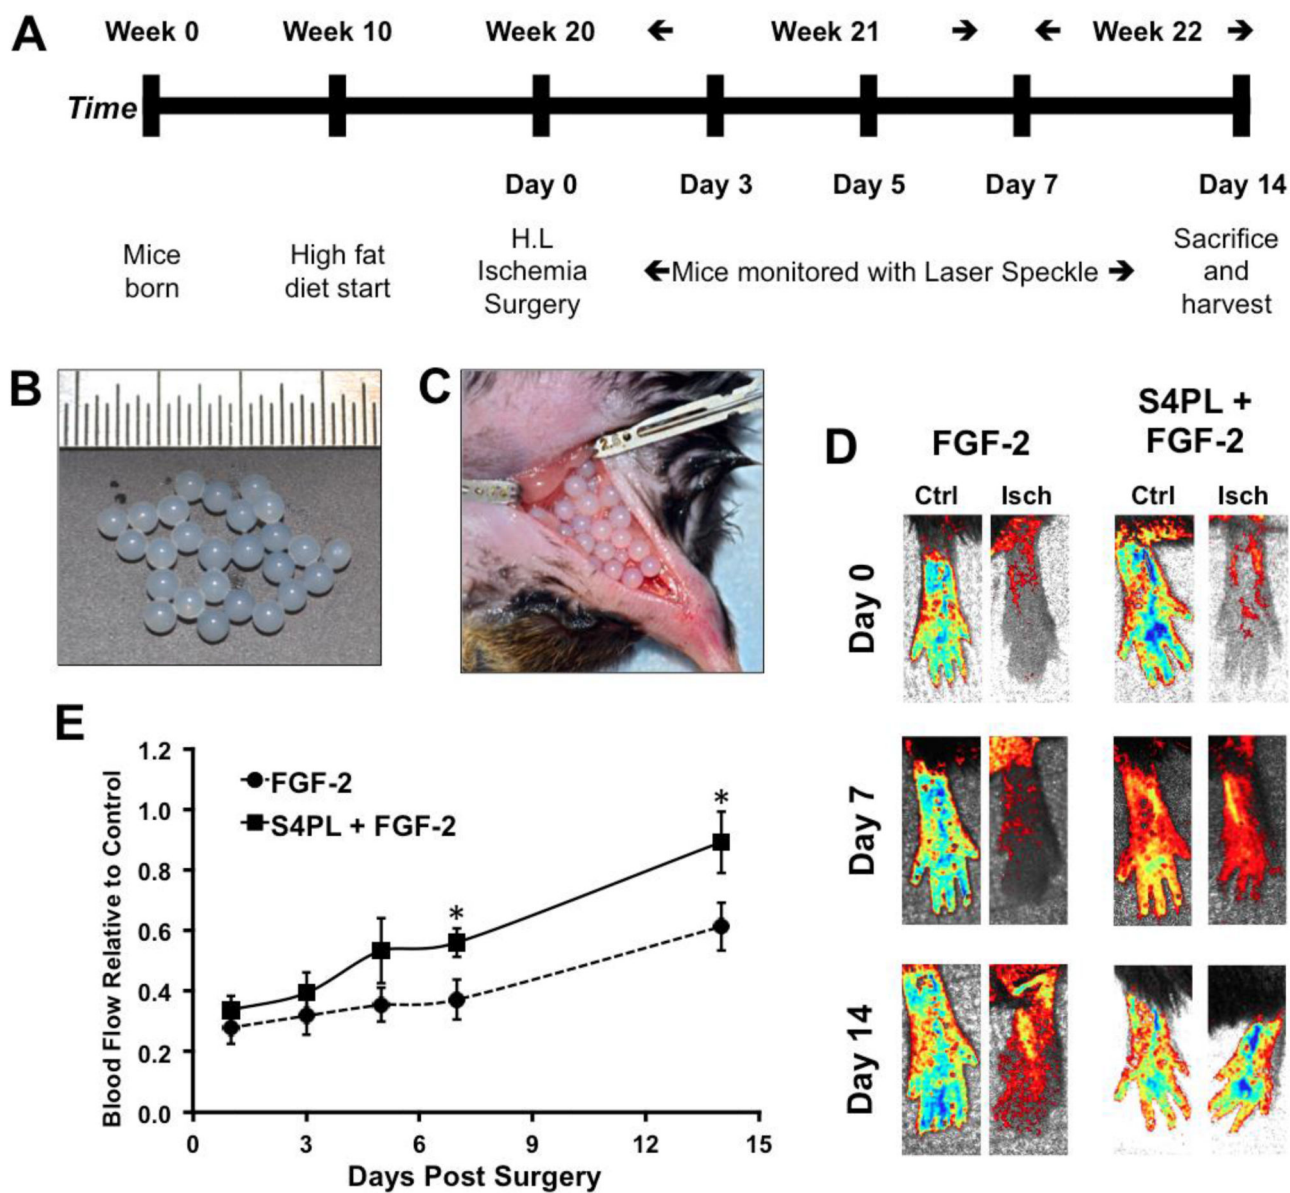 A
Week 0 Week 10 Week 20 ← Week 21 → ← Week 22 →
Time
Day 0 Day 3 Day 5 Day 7 Day 14
Mice
born
High fat
diet start
H.L
Ischemia
Surgery
←Mice monitored with Laser Speckle →
Sacrifice
and
harvest
B
C
D
FGF-2
S4PL +
FGF-2
Ctrl Isch Ctrl Isch
Day 0
Day 7
Day 14
E
Blood Flow Relative to Control
1.2
1.0
0.8
0.6
0.4
0.2
0.0
FGF-2
S4PL + FGF-2
*
*
0 3 6 9 12 15
Days Post Surgery